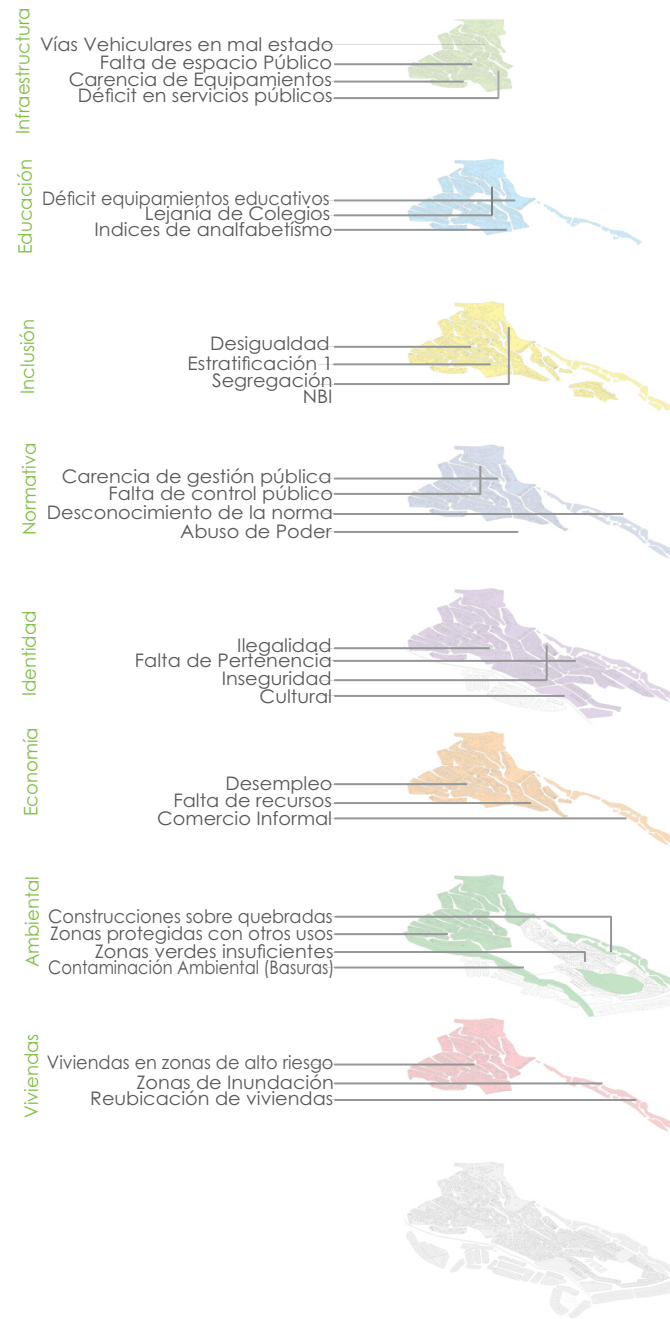 Infraestructura
Vías Vehiculares en mal estado
Falta de espacio Público
Carencia de Equipamientos
Déficit en servicios públicos
Educación
Déficit equipamientos educativos
Lejanía de Colegios
Indices de analfabetísmo
Inclusión
Desigualdad
Estratificación 1
Segregación
NBI
Normativa
Carencia de gestión pública
Falta de control público
Desconocimiento de la norma
Abuso de Poder
Identidad
Ilegalidad
Falta de Pertenencia
Inseguridad
Cultural
Economía
Desempleo
Falta de recursos
Comercio Informal
Ambiental
Construcciones sobre quebradas
Zonas protegidas con otros usos
Zonas verdes insuficientes
Contaminación Ambiental (Basuras)
Viviendas
Viviendas en zonas de alto riesgo
Zonas de Inundación
Reubicación de viviendas